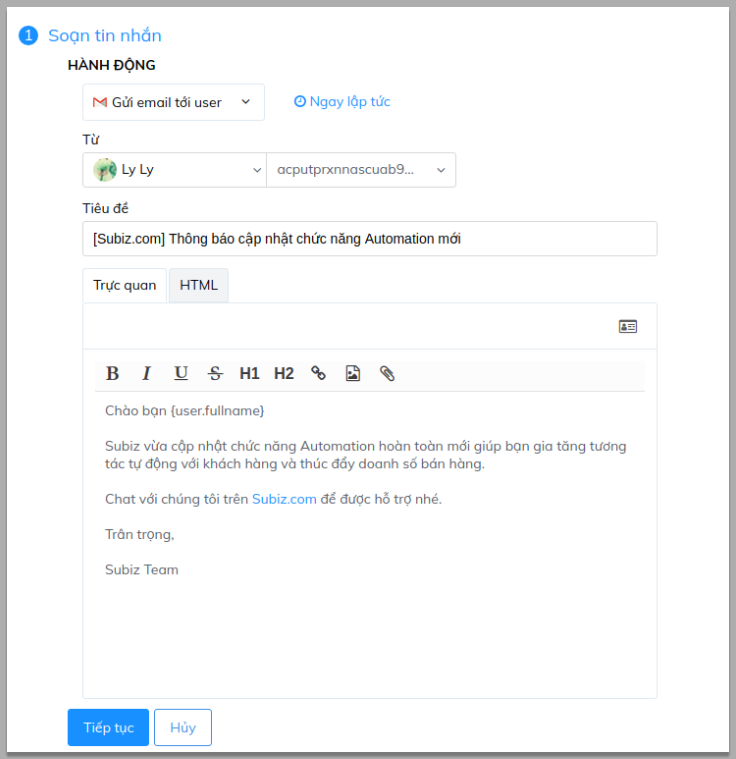 1 Soạn tin nhắn
HÀNH ĐỘNG
Gửi email tới user
Ngay lập tức
Từ
Ly Ly
acputprxnnascuab9...
Tiêu đề
[Subiz.com] Thông báo cập nhật chức năng Automation mới
Trực quan HTML
B I U S H1 H2
Chào bạn {user.fullname}
Subiz vừa cập nhật chức năng Automation hoàn toàn mới giúp bạn gia tăng tương
tác tự động với khách hàng và thúc đẩy doanh số bán hàng.
Chat với chúng tôi trên Subiz.com để được hỗ trợ nhé.
Trân trọng,
Subiz Team
Tiếp tục Hủy